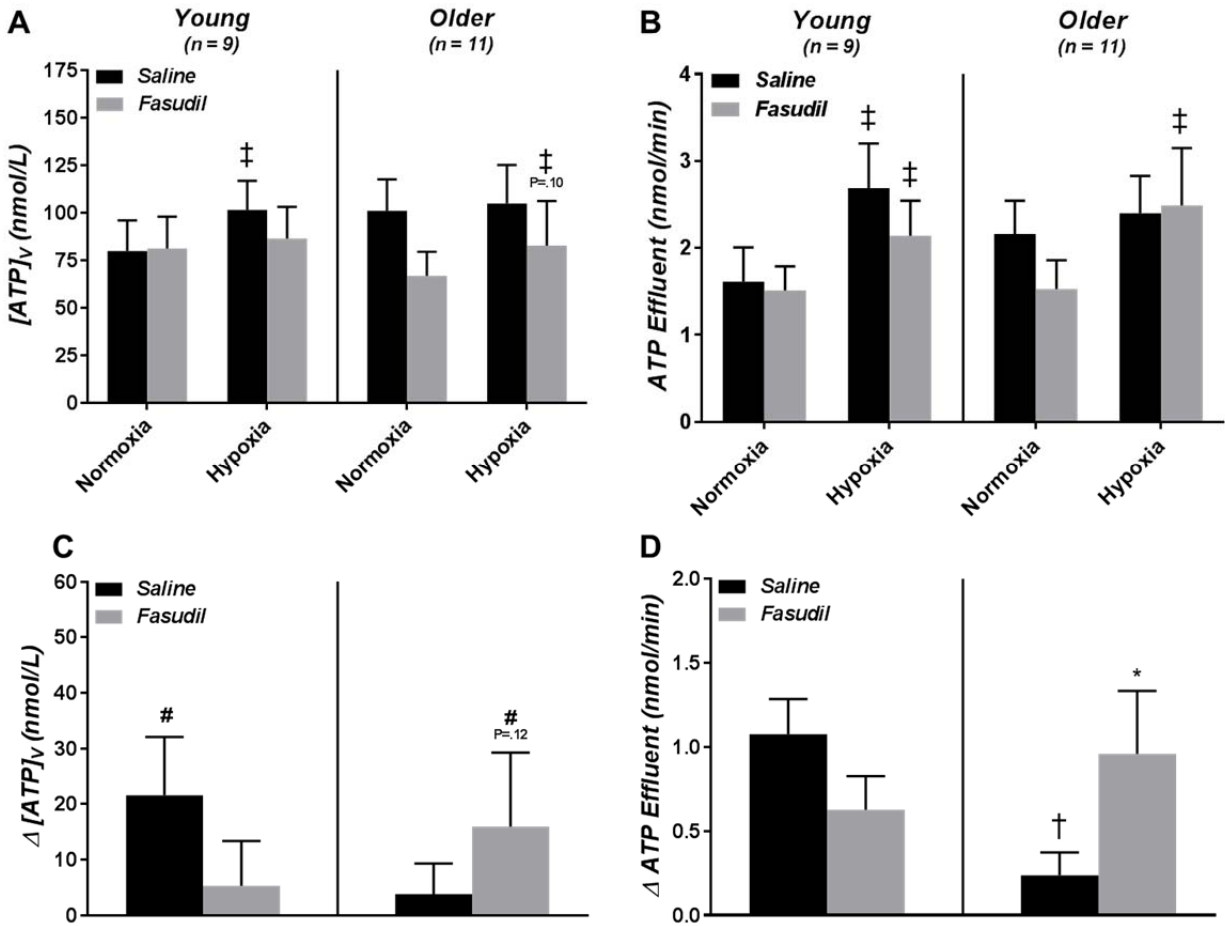 A
Young
(n = 9)
Older
(n = 11)
[ATP]V (nmol/L)
175
150
125
100
75
50
25
0
Saline
Fasudil
‡
‡
P=.10
Normoxia
Hypoxia
Normoxia
Hypoxia
B
Young
(n = 9)
Older
(n = 11)
ATP Effluent (nmol/min)
4
3
2
1
0
Saline
Fasudil
‡
‡
‡
Normoxia
Hypoxia
Normoxia
Hypoxia
C
Δ [ATP]V (nmol/L)
60
50
40
30
20
10
0
Saline
Fasudil
#
#
P=.12
D
Δ ATP Effluent (nmol/min)
2.0
1.5
1.0
0.5
0.0
Saline
Fasudil
†
*